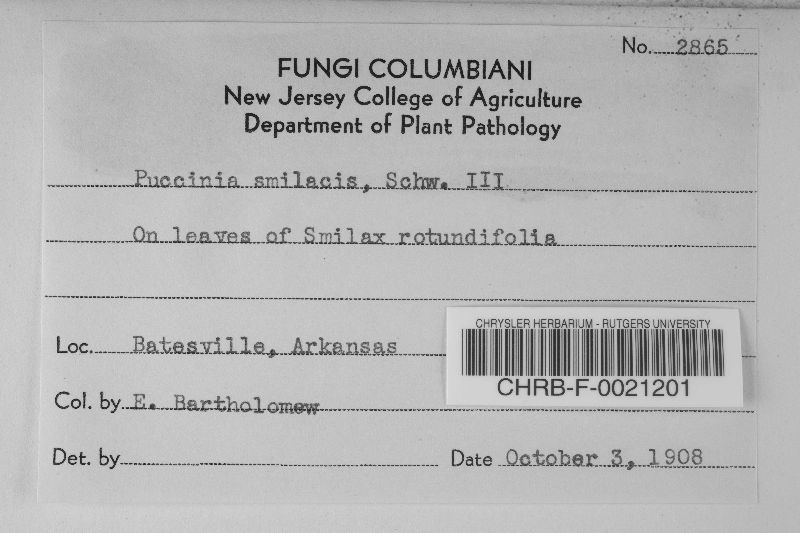 No. 2865
FUNGI COLUMBIANI
New Jersey College of Agriculture
Department of Plant Pathology
Puccinia smilacis, Schw. III
On leaves of Smilax rotundifolia
Loc. Batesville, Arkansas
CHRYSLER HERBARIUM - RUTGERS UNIVERSITY
CHRB-F-0021201
Col. by E. Bartholomew
Det. by
Date October 3, 1908